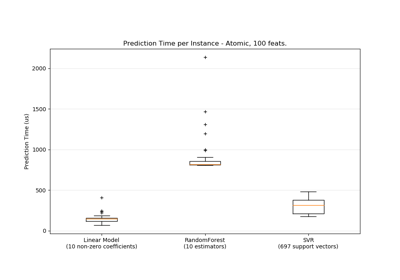 Prediction Time per Instance - Atomic, 100 feats.
2000
1500
1000
500
0
Prediction Time (us)
Linear Model
(10 non-zero coefficients)
RandomForest
(10 estimators)
SVR
(697 support vectors)